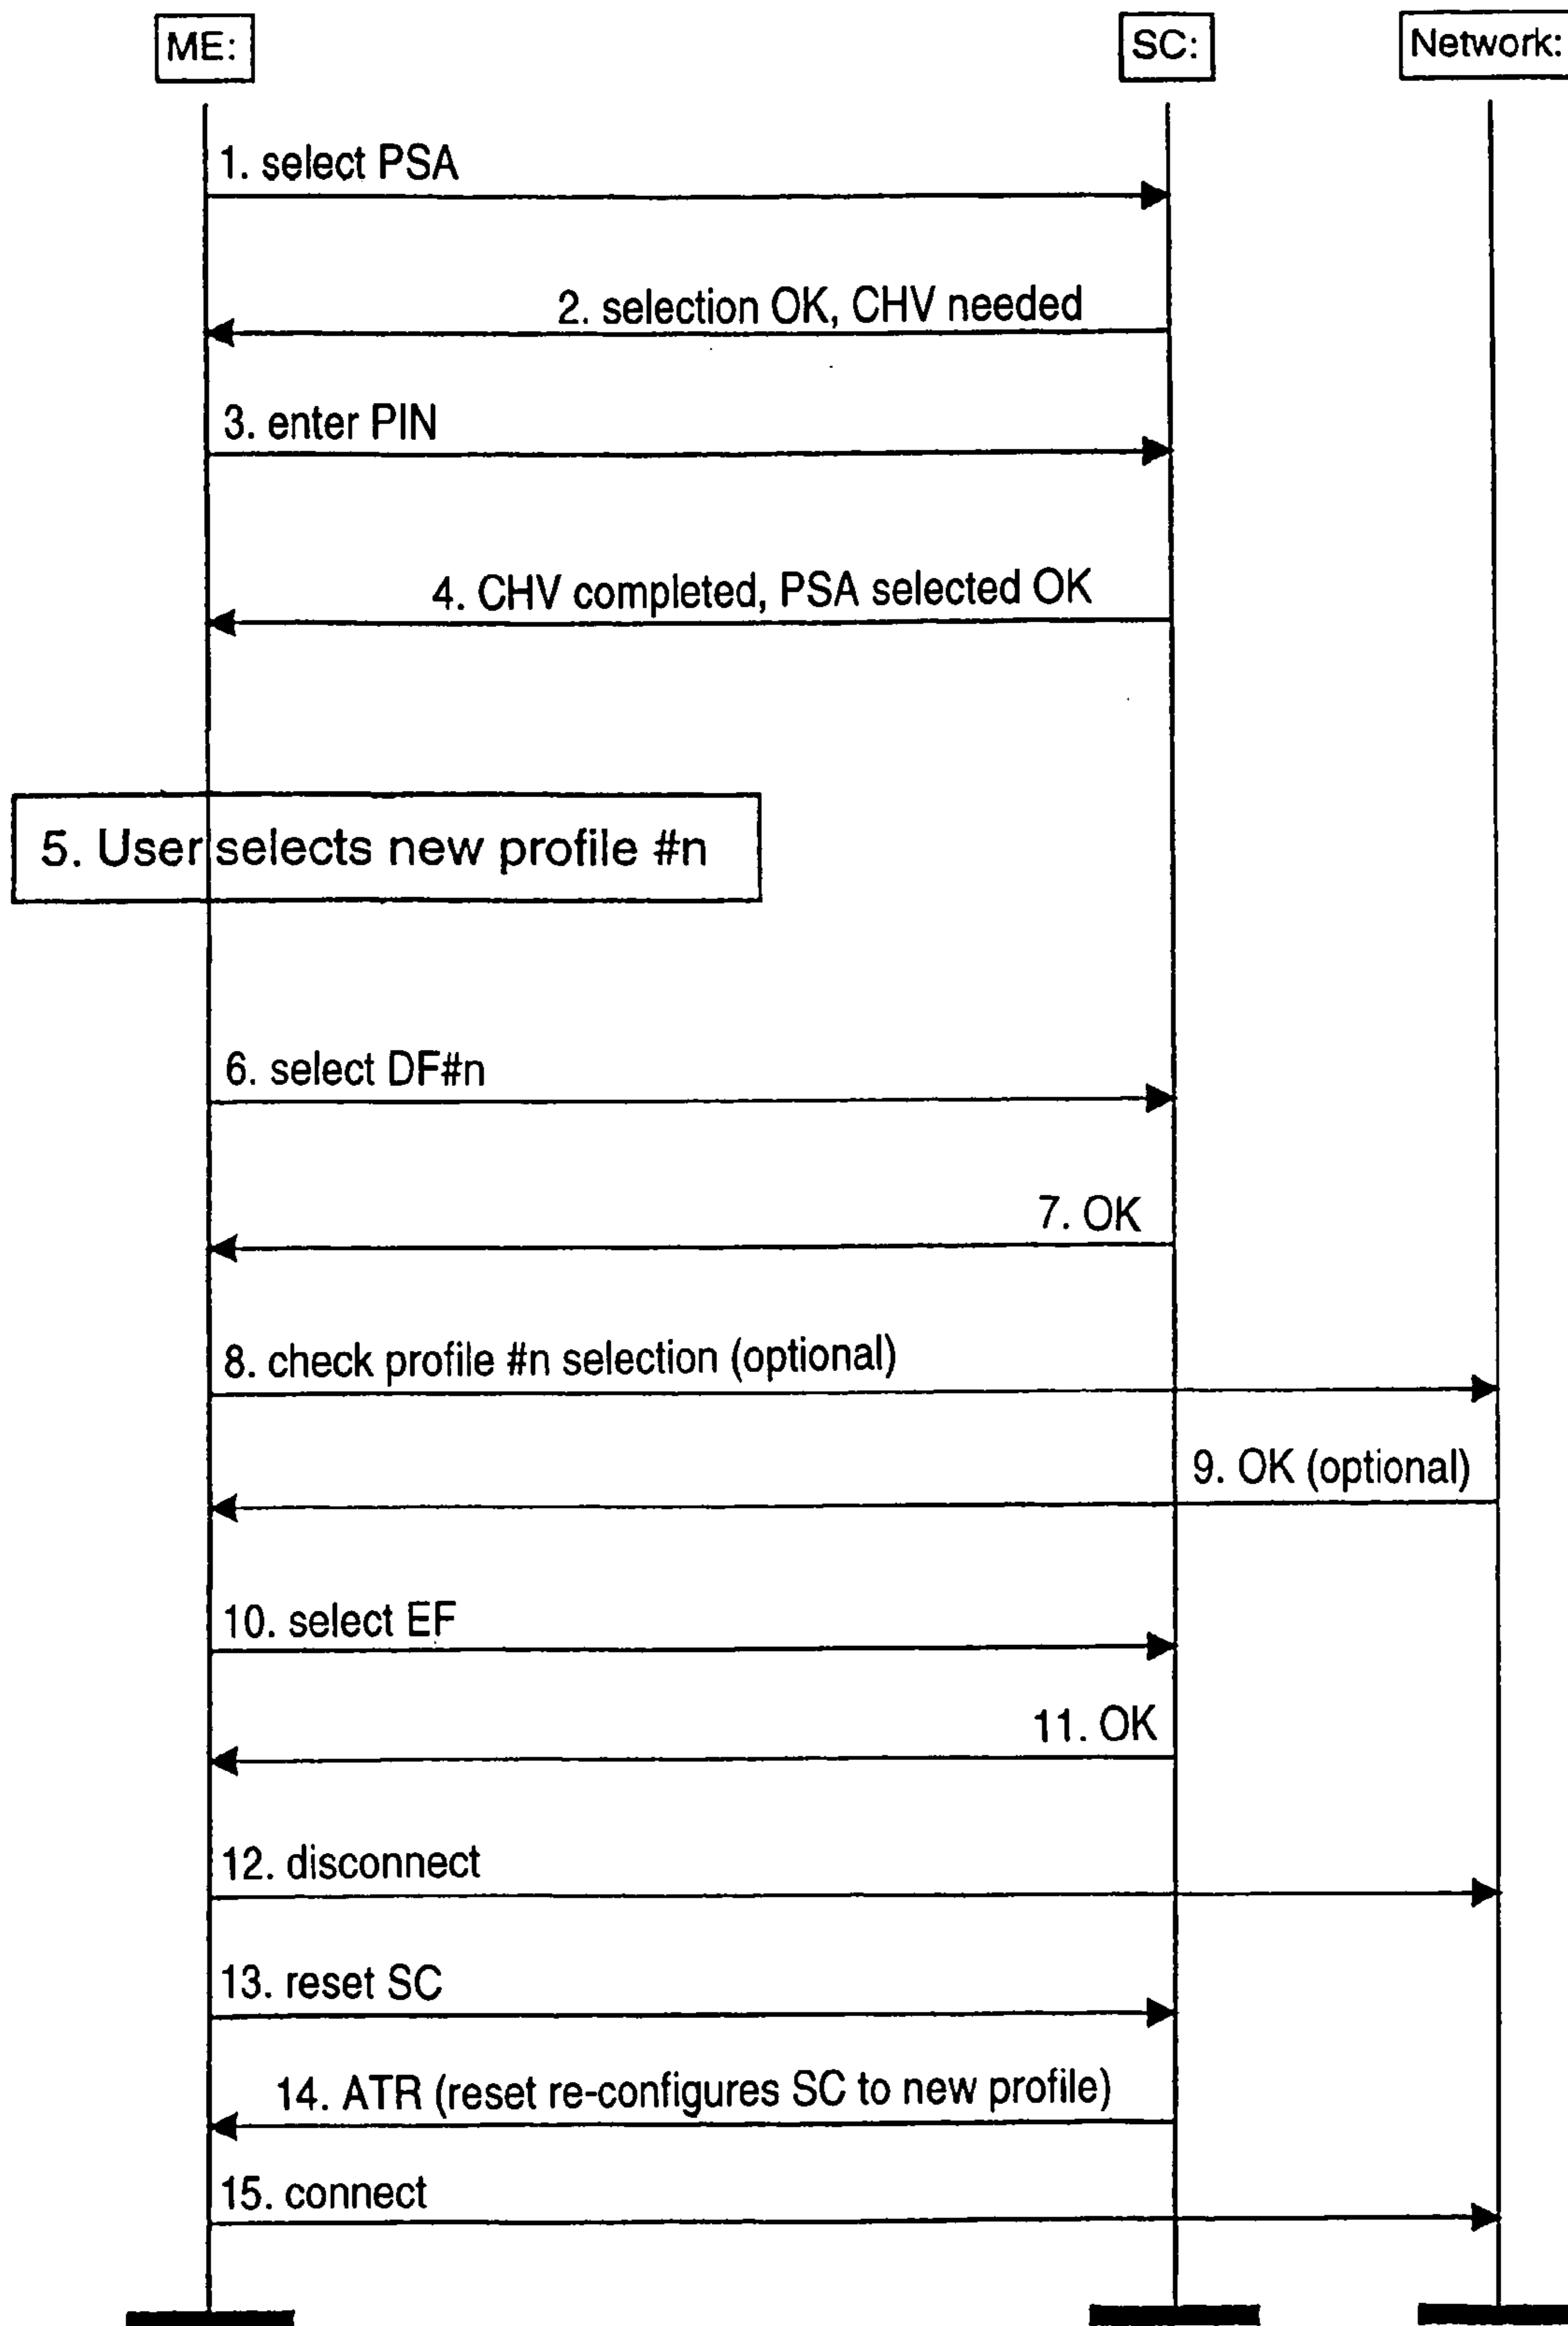 ME:
SC:
Network:
1. select PSA
2. selection OK, CHV needed
3. enter PIN
4. CHV completed, PSA selected OK
5. User selects new profile #n
6. select DF#n
7. OK
8. check profile #n selection (optional)
9. OK (optional)
10. select EF
11. OK
12. disconnect
13. reset SC
14. ATR (reset re-configures SC to new profile)
15. connect